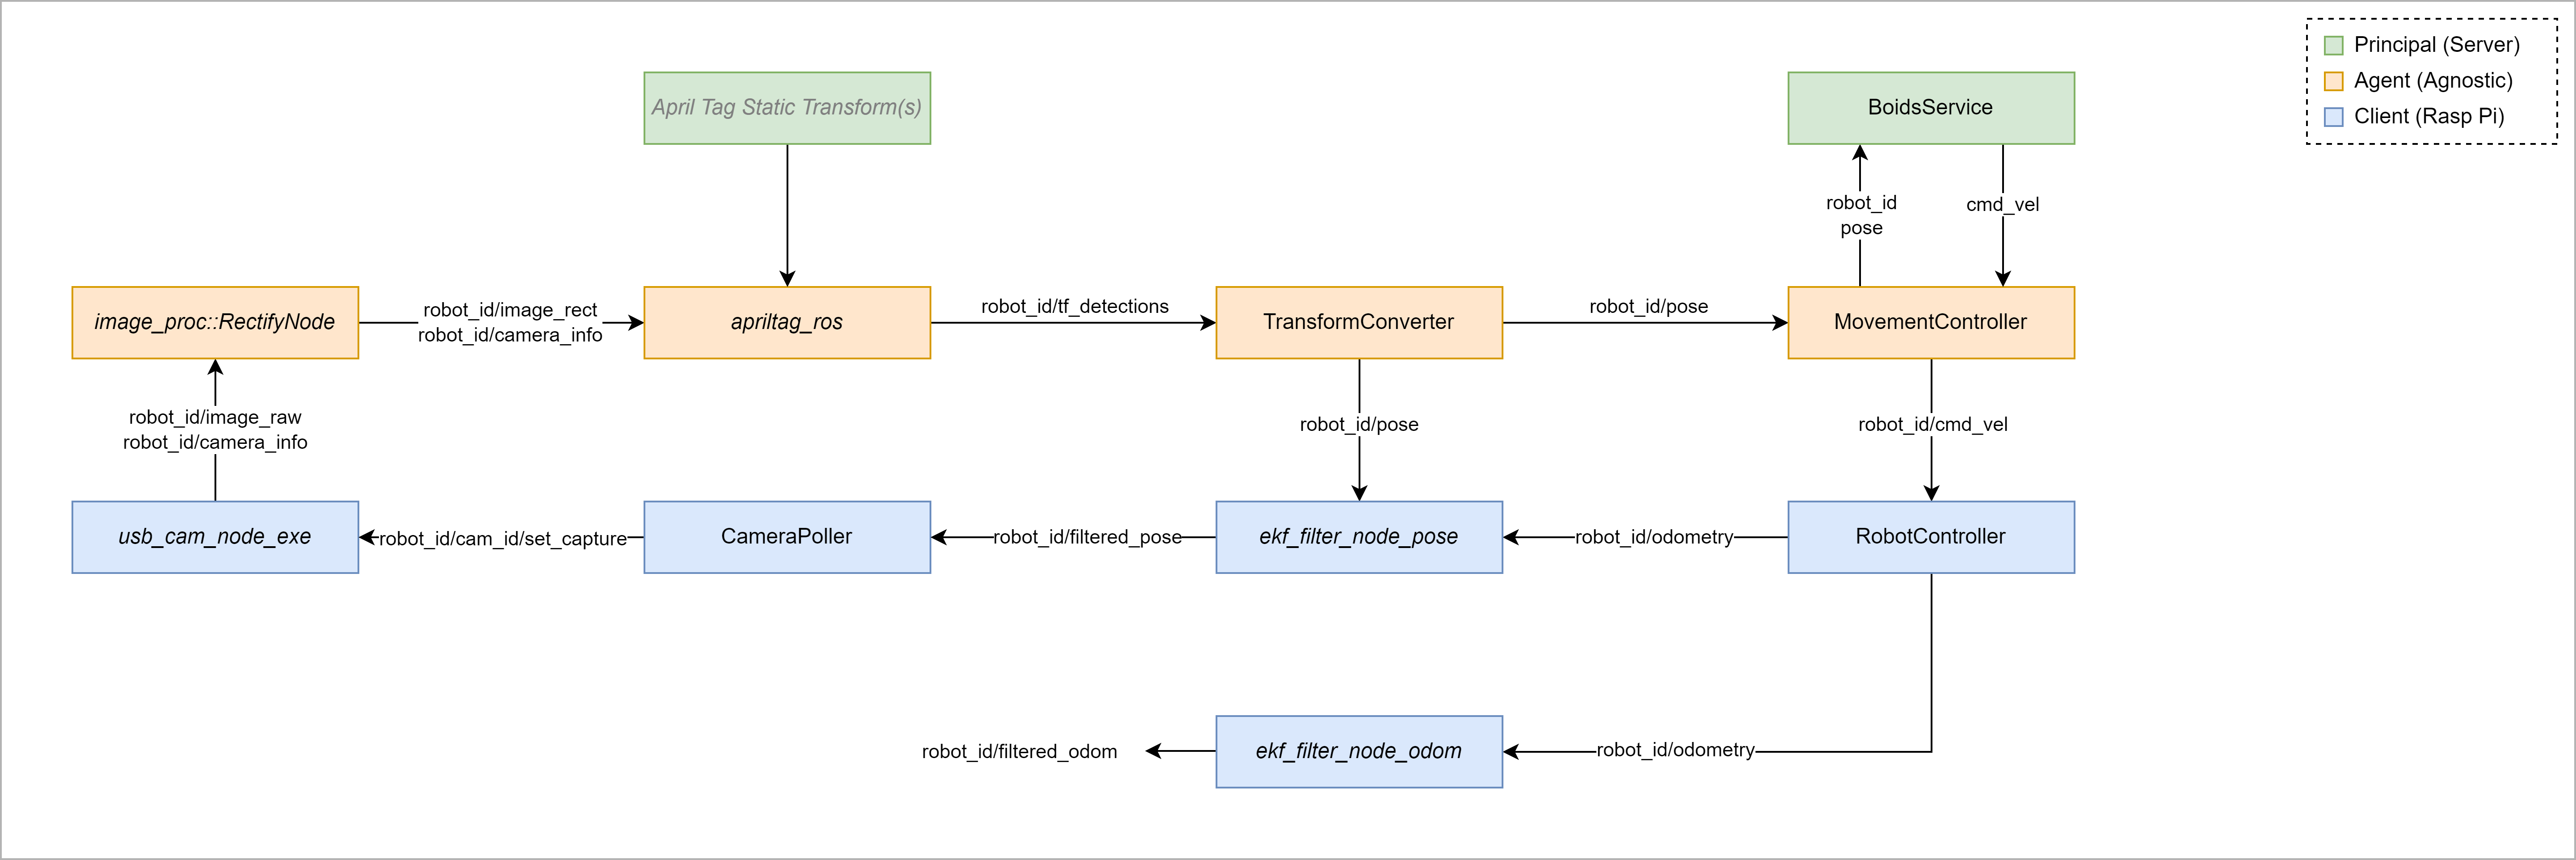 Principal (Server)
Agent (Agnostic)
Client (Rasp Pi)
April Tag Static Transform(s)
BoidsService
robot_id
pose
cmd_vel
image_proc::RectifyNode
robot_id/image_rect
robot_id/camera_info
apriltag_ros
robot_id/tf_detections
TransformConverter
robot_id/pose
MovementController
robot_id/image_raw
robot_id/camera_info
robot_id/pose
robot_id/cmd_vel
usb_cam_node_exe
robot_id/cam_id/set_capture
CameraPoller
robot_id/filtered_pose
ekf_filter_node_pose
robot_id/odometry
RobotController
robot_id/filtered_odom
ekf_filter_node_odom
robot_id/odometry